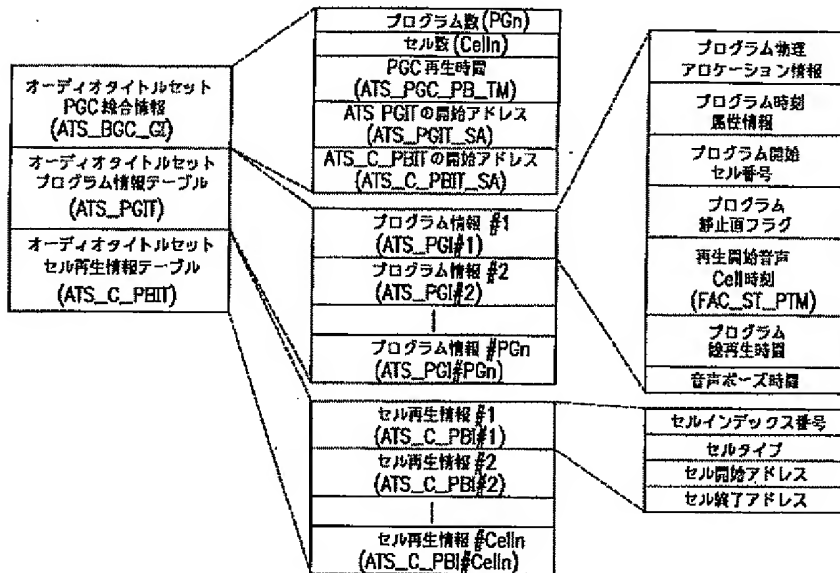 オーディオタイトルセット
PGC 総合情報
(ATS_BGC_GI)
オーディオタイトルセット
プログラム情報テーブル
(ATS_PGIT)
オーディオタイトルセット
セル再生情報テーブル
(ATS_C_PBIT)
プログラム数 (PGn)
セル数 (Celln)
PGC 再生時間
(ATS_PGC_PB_TM)
ATS PGITの開始アドレス
(ATS_PGIT_SA)
ATS_C_PBITの開始アドレス
(ATS_C_PBIT_SA)
プログラム情報 #1
(ATS_PGI#1)
プログラム情報 #2
(ATS_PGI#2)
プログラム情報 #PGn
(ATS_PGI#PGn)
セル再生情報 #1
(ATS_C_PBI#1)
セル再生情報 #2
(ATS_C_PBI#2)
セル再生情報 #Celln
(ATS_C_PBI#Celln)
プログラム物理
アロケーション情報
プログラム時刻
属性情報
プログラム開始
セル番号
プログラム
静止画フラグ
再生開始音声
Cell時刻
(FAC_ST_PTM)
プログラム
総再生時間
音声ポーズ時間
セルインデックス番号
セルタイプ
セル開始アドレス
セル終了アドレス